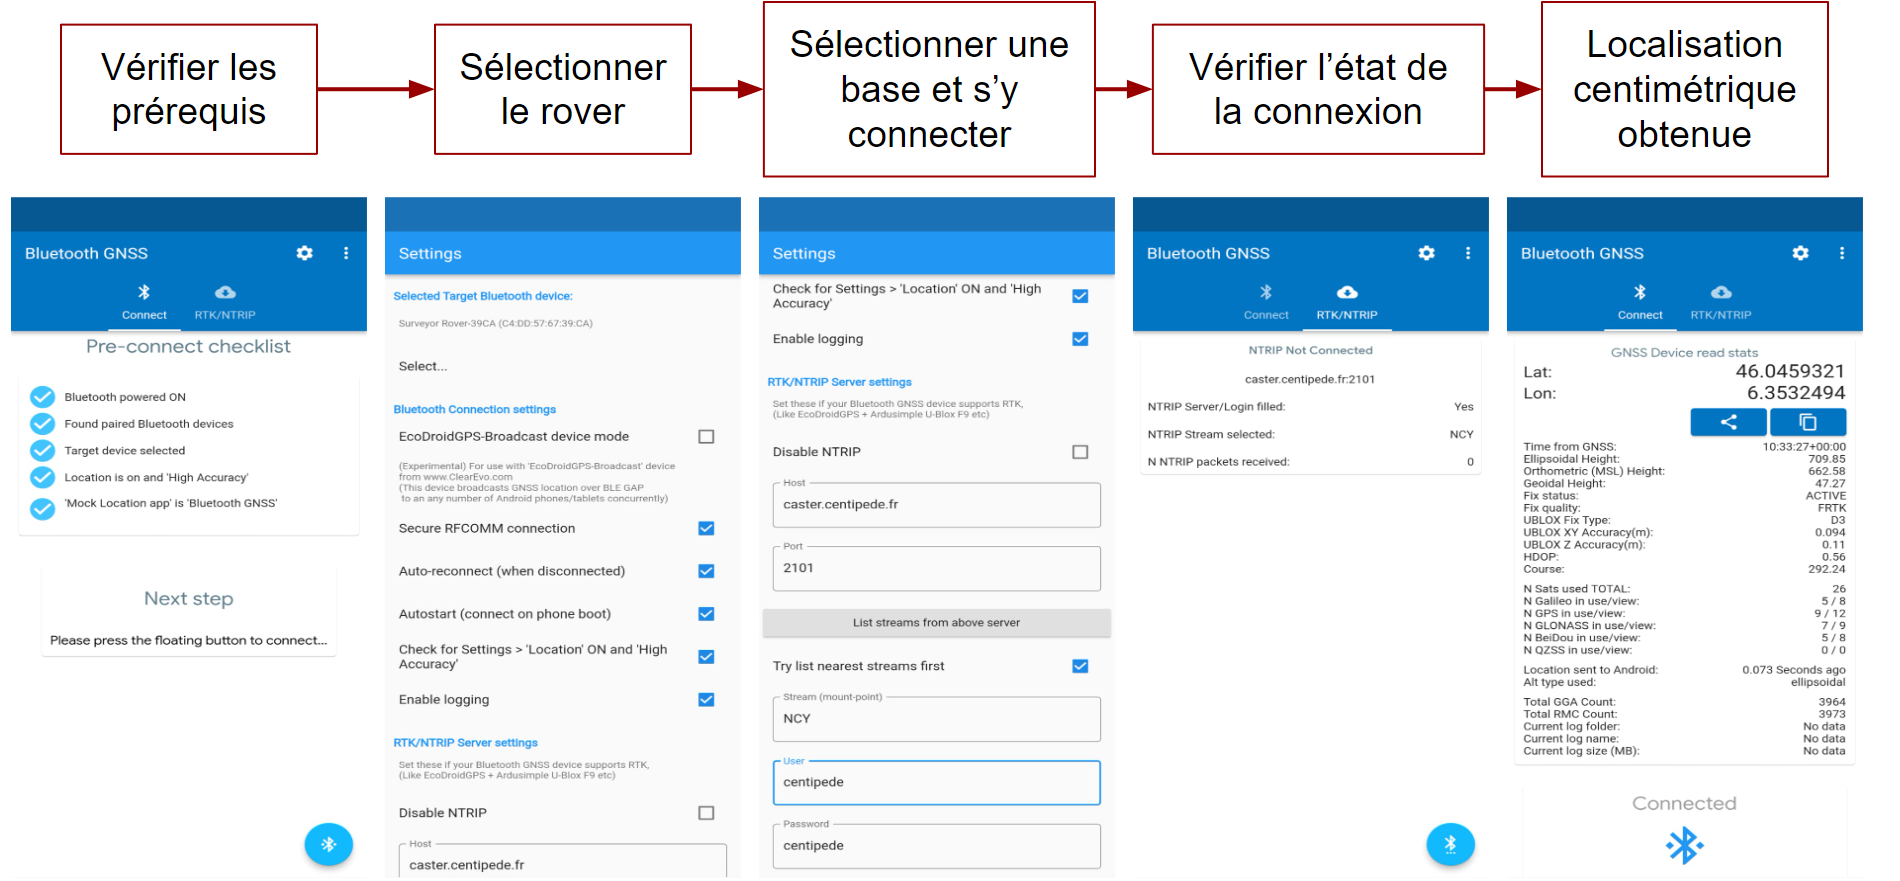 Vérifier les
prérequis
Sélectionner
le rover
Sélectionner une
base et s’y
connecter
Vérifier l’état de
la connexion
Localisation
centimétrique
obtenue
Bluetooth GNSS
Connect
RTK/NTRIP
Pre-connect checklist
Bluetooth powered ON
Found paired Bluetooth devices
Target device selected
Location is on and 'High Accuracy'
'Mock Location app' is 'Bluetooth GNSS'
Next step
Please press the floating button to connect...
Settings
Selected Target Bluetooth device:
Surveyor Rover-39CA (C4:DD:57:67:39:CA)
Select...
Bluetooth Connection settings
EcoDroidGPS-Broadcast device mode
(Experimental) For use with 'EcoDroidGPS-Broadcast' device
from www.ClearEvo.com
(This device broadcasts GNSS location over BLE GAP
to an any number of Android phones/tablets concurrently)
Secure RFCOMM connection
Auto-reconnect (when disconnected)
Autostart (connect on phone boot)
Check for Settings > 'Location' ON and 'High
Accuracy'
Enable logging
RTK/NTRIP Server settings
Set these if your Bluetooth GNSS device supports RTK,
(Like EcoDroidGPS + Ardusimple U-Blox F9 etc)
Disable NTRIP
Host
caster.centipede.fr
Settings
Check for Settings > 'Location' ON and 'High
Accuracy'
Enable logging
RTK/NTRIP Server settings
Set these if your Bluetooth GNSS device supports RTK,
(Like EcoDroidGPS + Ardusimple U-Blox F9 etc)
Disable NTRIP
Host
caster.centipede.fr
Port
2101
List streams from above server
Try list nearest streams first
Stream (mount-point)
NCY
User
centipede
Password
centipede
Bluetooth GNSS
Connect
RTK/NTRIP
NTRIP Not Connected
caster.centipede.fr:2101
NTRIP Server/Login filled: Yes
NTRIP Stream selected: NCY
N NTRIP packets received: 0
Bluetooth GNSS
Connect
RTK/NTRIP
GNSS Device read stats
Lat: 46.0459321
Lon: 6.3532494
Time from GNSS: 10:33:27+00:00
Ellipsoidal Height: 709.85
Orthometric (MSL) Height: 662.58
Geoidal Height: 47.27
Fix status: ACTIVE
Fix quality: FRTK
UBLOX Fix Type: D3
UBLOX XY Accuracy(m): 0.094
UBLOX Z Accuracy(m): 0.11
HDOP: 0.56
Course: 292.24
N Sats used TOTAL: 26
N Galileo in use/view: 5 / 8
N GPS in use/view: 9 / 12
N GLONASS in use/view: 7 / 9
N BeiDou in use/view: 5 / 8
N QZSS in use/view: 0 / 0
Location sent to Android: 0.073 Seconds ago
Alt type used: ellipsoidal
Total GGA Count: 3964
Total RMC Count: 3973
Current log folder: No data
Current log name: No data
Current log size (MB): No data
Connected